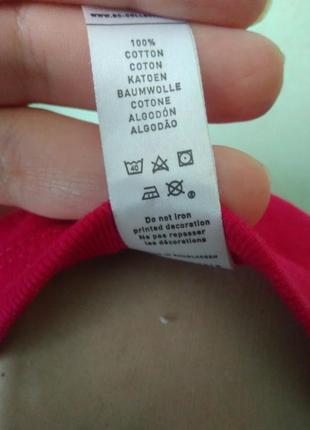 100%
COTTON
COTON
KATOEN
BAUMWOLLE
COTONE
ALGODÓN
ALGODÃO
40
Do not iron
printed decoration
Ne pas repasser
les décorations